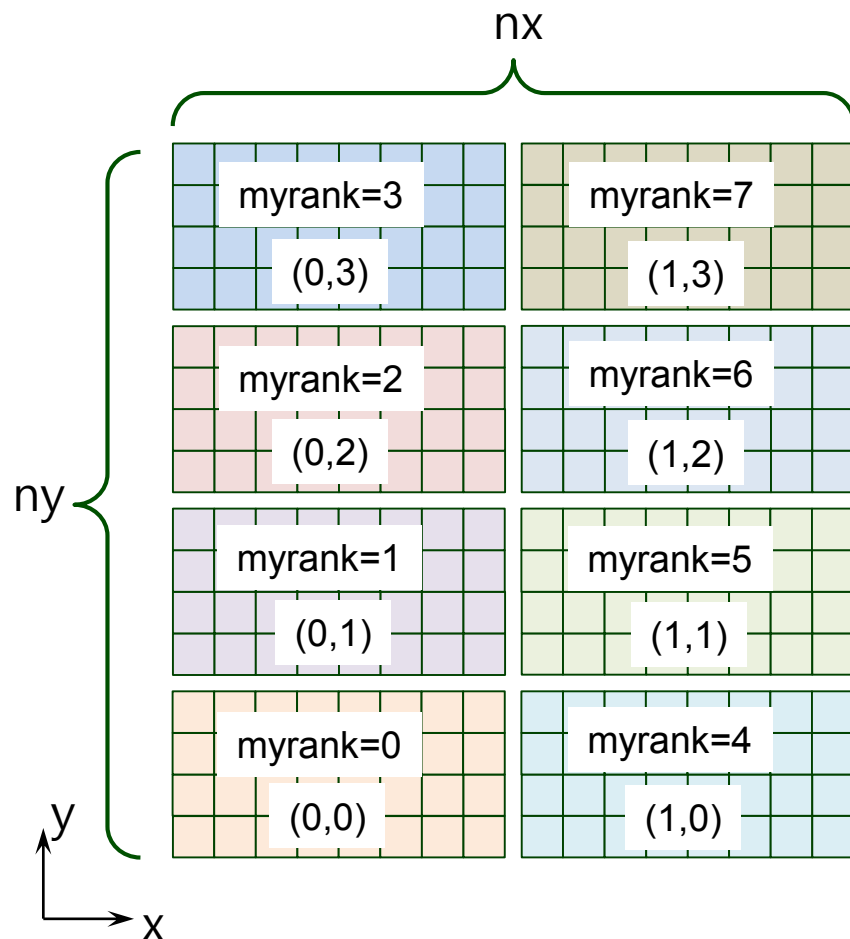 nx
myrank=3
(0,3)
myrank=7
(1,3)
myrank=2
(0,2)
myrank=6
(1,2)
ny
myrank=1
(0,1)
myrank=5
(1,1)
myrank=0
(0,0)
myrank=4
(1,0)
y
x